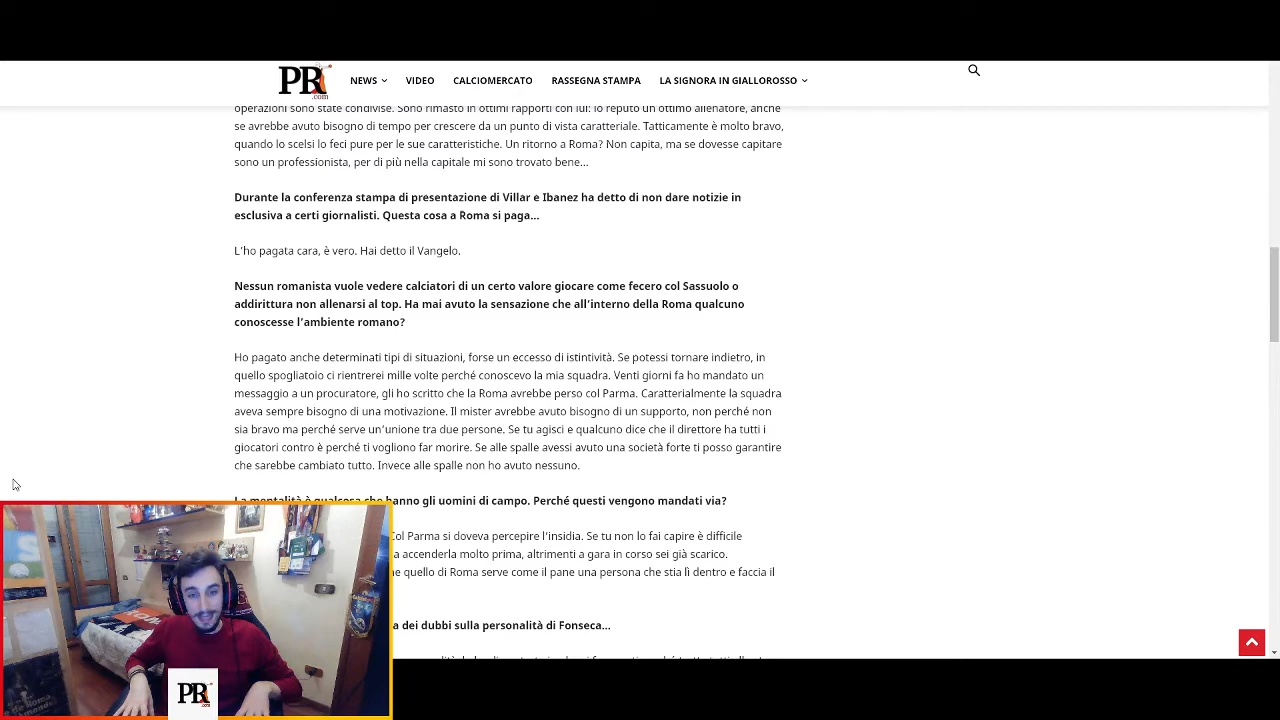 PR
.com
NEWS
VIDEO
CALCIOMERCATO
RASSEGNA STAMPA
LA SIGNORA IN GIALLOROSSO
operazioni sono state condivise. Sono rimasto in ottimi rapporti con lui: lo reputo un ottimo allenatore, anche
se avrebbe avuto bisogno di tempo per crescere da un punto di vista caratteriale. Tatticamente è molto bravo,
quando lo scelsi lo feci pure per le sue caratteristiche. Un ritorno a Roma? Non capita, ma se dovesse capitare
sono un professionista, per di più nella capitale mi sono trovato bene…
Durante la conferenza stampa di presentazione di Villar e Ibanez ha detto di non dare notizie in
esclusiva a certi giornalisti. Questa cosa a Roma si paga…
L’ho pagata cara, è vero. Hai detto il Vangelo.
Nessun romanista vuole vedere calciatori di un certo valore giocare come fecero col Sassuolo o
addirittura non allenarsi al top. Ha mai avuto la sensazione che all’interno della Roma qualcuno
conoscesse l’ambiente romano?
Ho pagato anche determinati tipi di situazioni, forse un eccesso di istintività. Se potessi tornare indietro, in
quello spogliatoio ci rientrerei mille volte perché conoscevo la mia squadra. Venti giorni fa ho mandato un
messaggio a un procuratore, gli ho scritto che la Roma avrebbe perso col Parma. Caratterialmente la squadra
aveva sempre bisogno di una motivazione. Il mister avrebbe avuto bisogno di un supporto, non perché non
sia bravo ma perché serve un’unione tra due persone. Se tu agisci e qualcuno dice che il direttore ha tutti i
giocatori contro è perché ti vogliono far morire. Se alle spalle avessi avuto una società forte ti posso garantire
che sarebbe cambiato tutto. Invece alle spalle non ho avuto nessuno.
La mentalità è qualcosa che hanno gli uomini di campo. Perché questi vengono mandati via?
Col Parma si doveva percepire l’insidia. Se tu non lo fai capire è difficile
accenderla molto prima, altrimenti a gara in corso sei già scarico.
quello di Roma serve come il pane una persona che stia lì dentro e faccia il
dei dubbi sulla personalità di Fonseca…
PR
.com